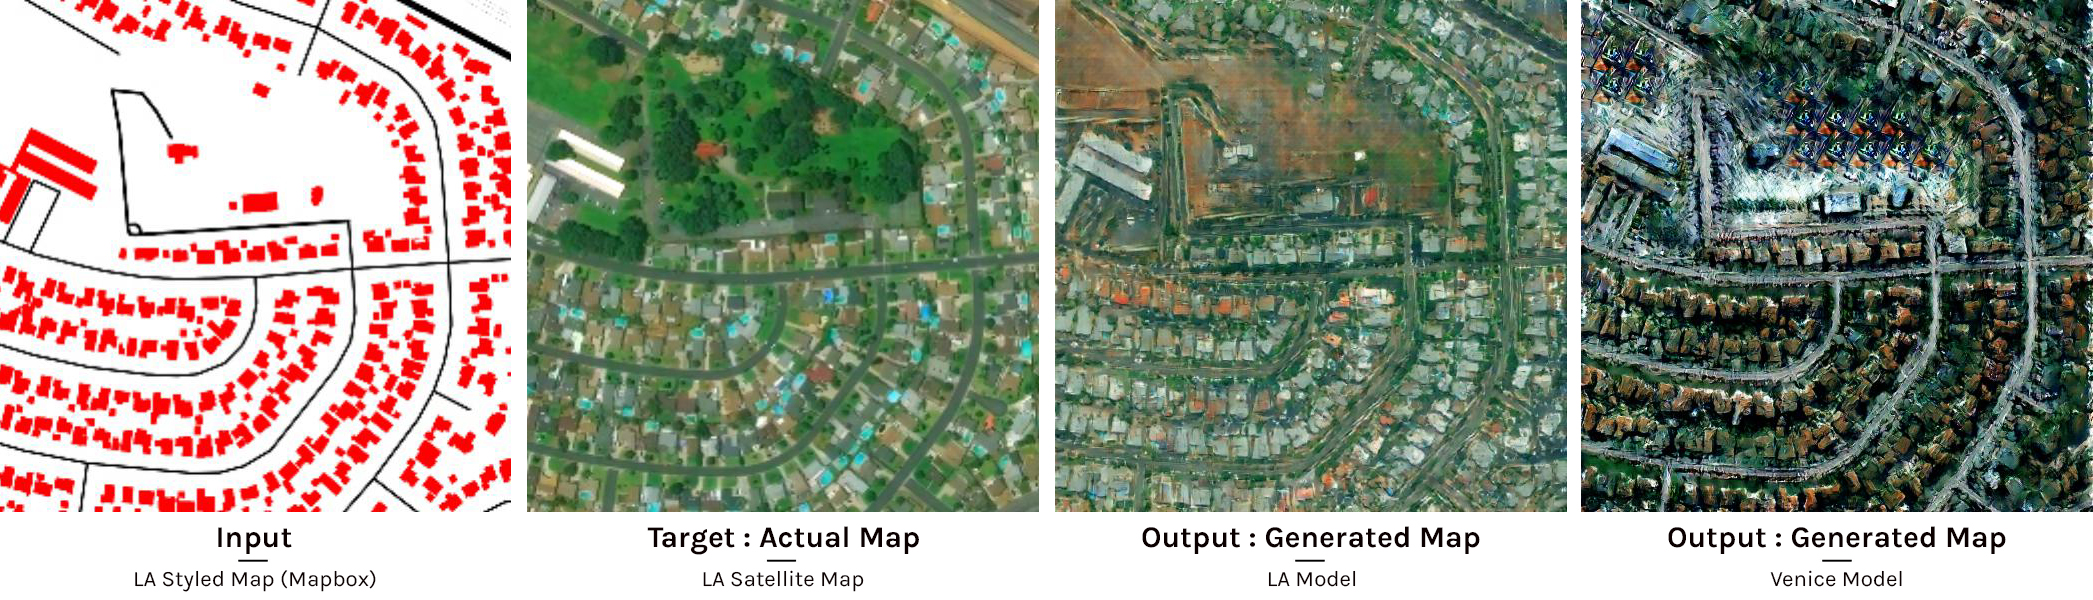 Input
LA Styled Map (Mapbox)
Target : Actual Map
LA Satellite Map
Output : Generated Map
LA Model
Output : Generated Map
Venice Model